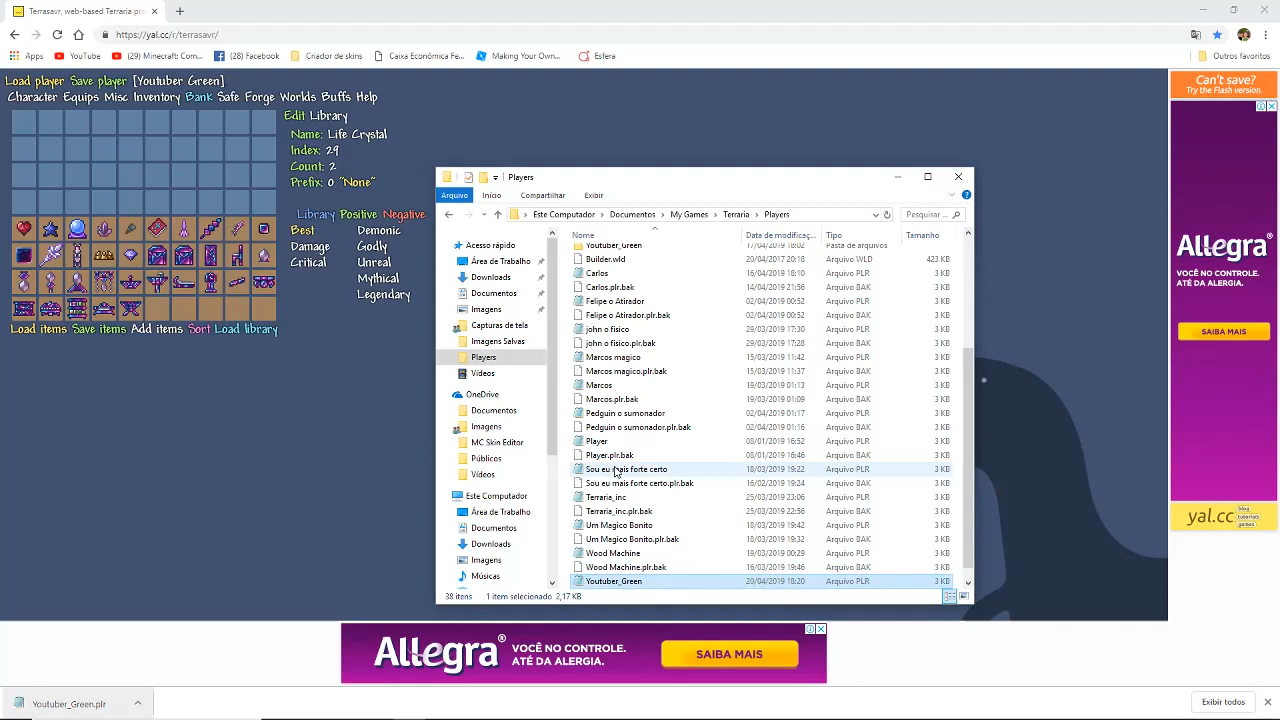 Terrasavr, web-based Terraria pro
https://yal.cc/r/terrasavr/
Apps YouTube (28) Minecraft: Com... (28) Facebook Criador de skins Caixa Econômica Fe... Making Your Own... Esfera Outros favoritos
Load player Save player [Youtuber Green]
Character Equips Misc Inventory Bank Safe Forge Worlds Buffs Help
Edit Library
Name: Life Crystal
Index: 29
Count: 2
Prefix: 0 "None"
Library Positive Negative
Best Demonic
Damage Godly
Critical Unreal
Mythical
Legendary
Load items Save items Add items Sort Load library
Players
Arquivo Início Compartilhar Exibir
Este Computador Documentos My Games Terraria Players Pesquisar ...
Nome Data de modificaç... Tipo Tamanho
Youtuber_Green 17/04/2019 18:02 Pasta de arquivos
Builder.wld 20/04/2017 20:18 Arquivo WLD 423 KB
Carlos 16/04/2019 18:10 Arquivo PLR 3 KB
Carlos.plr.bak 14/04/2019 21:56 Arquivo BAK 3 KB
Felipe o Atirador 02/04/2019 00:52 Arquivo PLR 3 KB
Felipe o Atirador.plr.bak 02/04/2019 00:52 Arquivo BAK 3 KB
john o fisico 29/03/2019 17:30 Arquivo PLR 3 KB
john o fisico.plr.bak 29/03/2019 17:28 Arquivo BAK 3 KB
Marcos magico 15/03/2019 11:42 Arquivo PLR 3 KB
Marcos magico.plr.bak 15/03/2019 11:37 Arquivo BAK 3 KB
Marcos 19/03/2019 01:13 Arquivo PLR 3 KB
Marcos.plr.bak 19/03/2019 01:09 Arquivo BAK 3 KB
Pedguin o sumonador 02/04/2019 01:17 Arquivo PLR 3 KB
Pedguin o sumonador.plr.bak 02/04/2019 01:16 Arquivo BAK 3 KB
Player 08/01/2019 16:52 Arquivo PLR 3 KB
Player.plr.bak 08/01/2019 16:46 Arquivo BAK 3 KB
Sou eu mais forte certo 18/03/2019 19:22 Arquivo PLR 3 KB
Sou eu mais forte certo.plr.bak 16/02/2019 19:24 Arquivo BAK 3 KB
Terraria_inc 25/03/2019 23:06 Arquivo PLR 3 KB
Terraria_inc.plr.bak 25/03/2019 22:56 Arquivo BAK 3 KB
Um Magico Bonito 18/03/2019 19:42 Arquivo PLR 3 KB
Um Magico Bonito.plr.bak 18/03/2019 19:32 Arquivo BAK 3 KB
Wood Machine 19/03/2019 00:29 Arquivo PLR 3 KB
Wood Machine.plr.bak 16/03/2019 19:46 Arquivo BAK 3 KB
Youtuber_Green 20/04/2019 18:20 Arquivo PLR 3 KB
Acesso rápido
Área de Trabalho
Downloads
Documentos
Imagens
Capturas de tela
Imagens Salvas
Players
Vídeos
OneDrive
Documentos
Imagens
MC Skin Editor
Públicos
Vídeos
Este Computador
Área de Trabalho
Documentos
Downloads
Imagens
Músicas
38 itens 1 item selecionado 2,17 KB
Can't save?
Try the Flash version.
Allegra®
VOCÊ NO CONTROLE.
ATÉ DA ALERGIA.
SAIBA MAIS
yal.cc blog
tutorials
games
Allegra® VOCÊ NO CONTROLE.
ATÉ DA ALERGIA. SAIBA MAIS
Youtuber_Green.plr Exibir todos